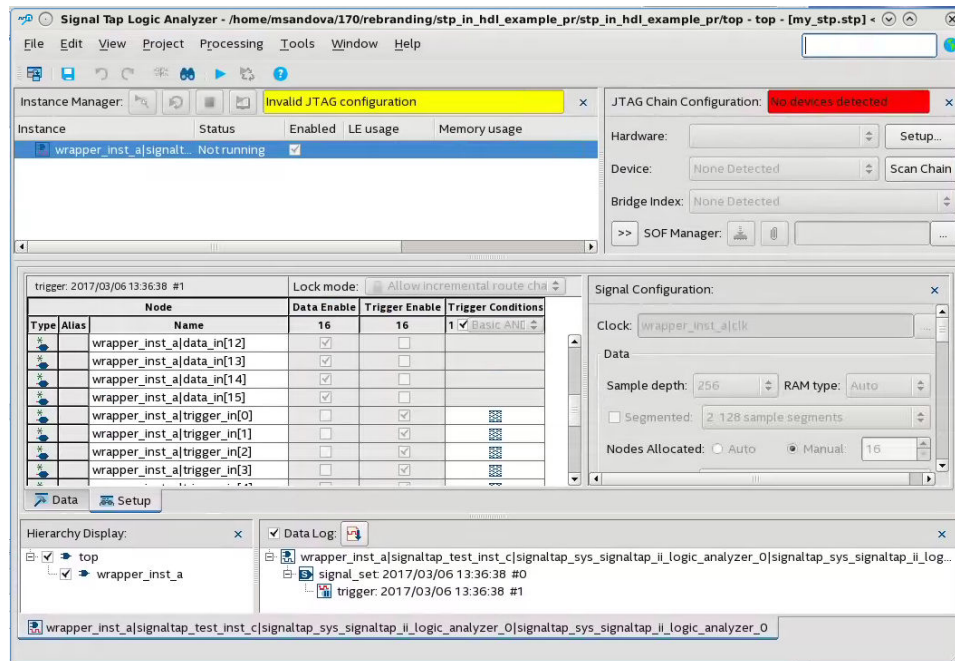 Signal Tap Logic Analyzer - /home/msandova/170/rebranding/stp_in_hdl_example_pr/stp_in_hdl_example_pr/top - top - [my_stp.stp] <
File Edit View Project Processing Tools Window Help
Instance Manager: Invalid JTAG configuration
Instance Status Enabled LE usage Memory usage
wrapper_inst_a|signalt... Not running
JTAG Chain Configuration: No devices detected
Hardware: Setup...
Device: None Detected Scan Chain
Bridge Index: None Detected
>> SOF Manager: ...
trigger: 2017/03/06 13:36:38 #1 Lock mode: Allow incremental route cha
Node Data Enable Trigger Enable Trigger Conditions
Type Alias Name 16 16 1 Basic AND
wrapper_inst_a|data_in[12]
wrapper_inst_a|data_in[13]
wrapper_inst_a|data_in[14]
wrapper_inst_a|data_in[15]
wrapper_inst_a|trigger_in[0]
wrapper_inst_a|trigger_in[1]
wrapper_inst_a|trigger_in[2]
wrapper_inst_a|trigger_in[3]
Data Setup
Signal Configuration:
Clock: wrapper_inst_a|clk ...
Data
Sample depth: 256 RAM type: Auto
Segmented: 2 128 sample segments
Nodes Allocated: Auto Manual: 16
Hierarchy Display:
top
wrapper_inst_a
Data Log:
wrapper_inst_a|signaltap_test_inst_c|signaltap_sys_signaltap_ii_logic_analyzer_0|signaltap_sys_signaltap_ii_log...
signal_set: 2017/03/06 13:36:38 #0
trigger: 2017/03/06 13:36:38 #1
wrapper_inst_a|signaltap_test_inst_c|signaltap_sys_signaltap_ii_logic_analyzer_0|signaltap_sys_signaltap_ii_logic_analyzer_0